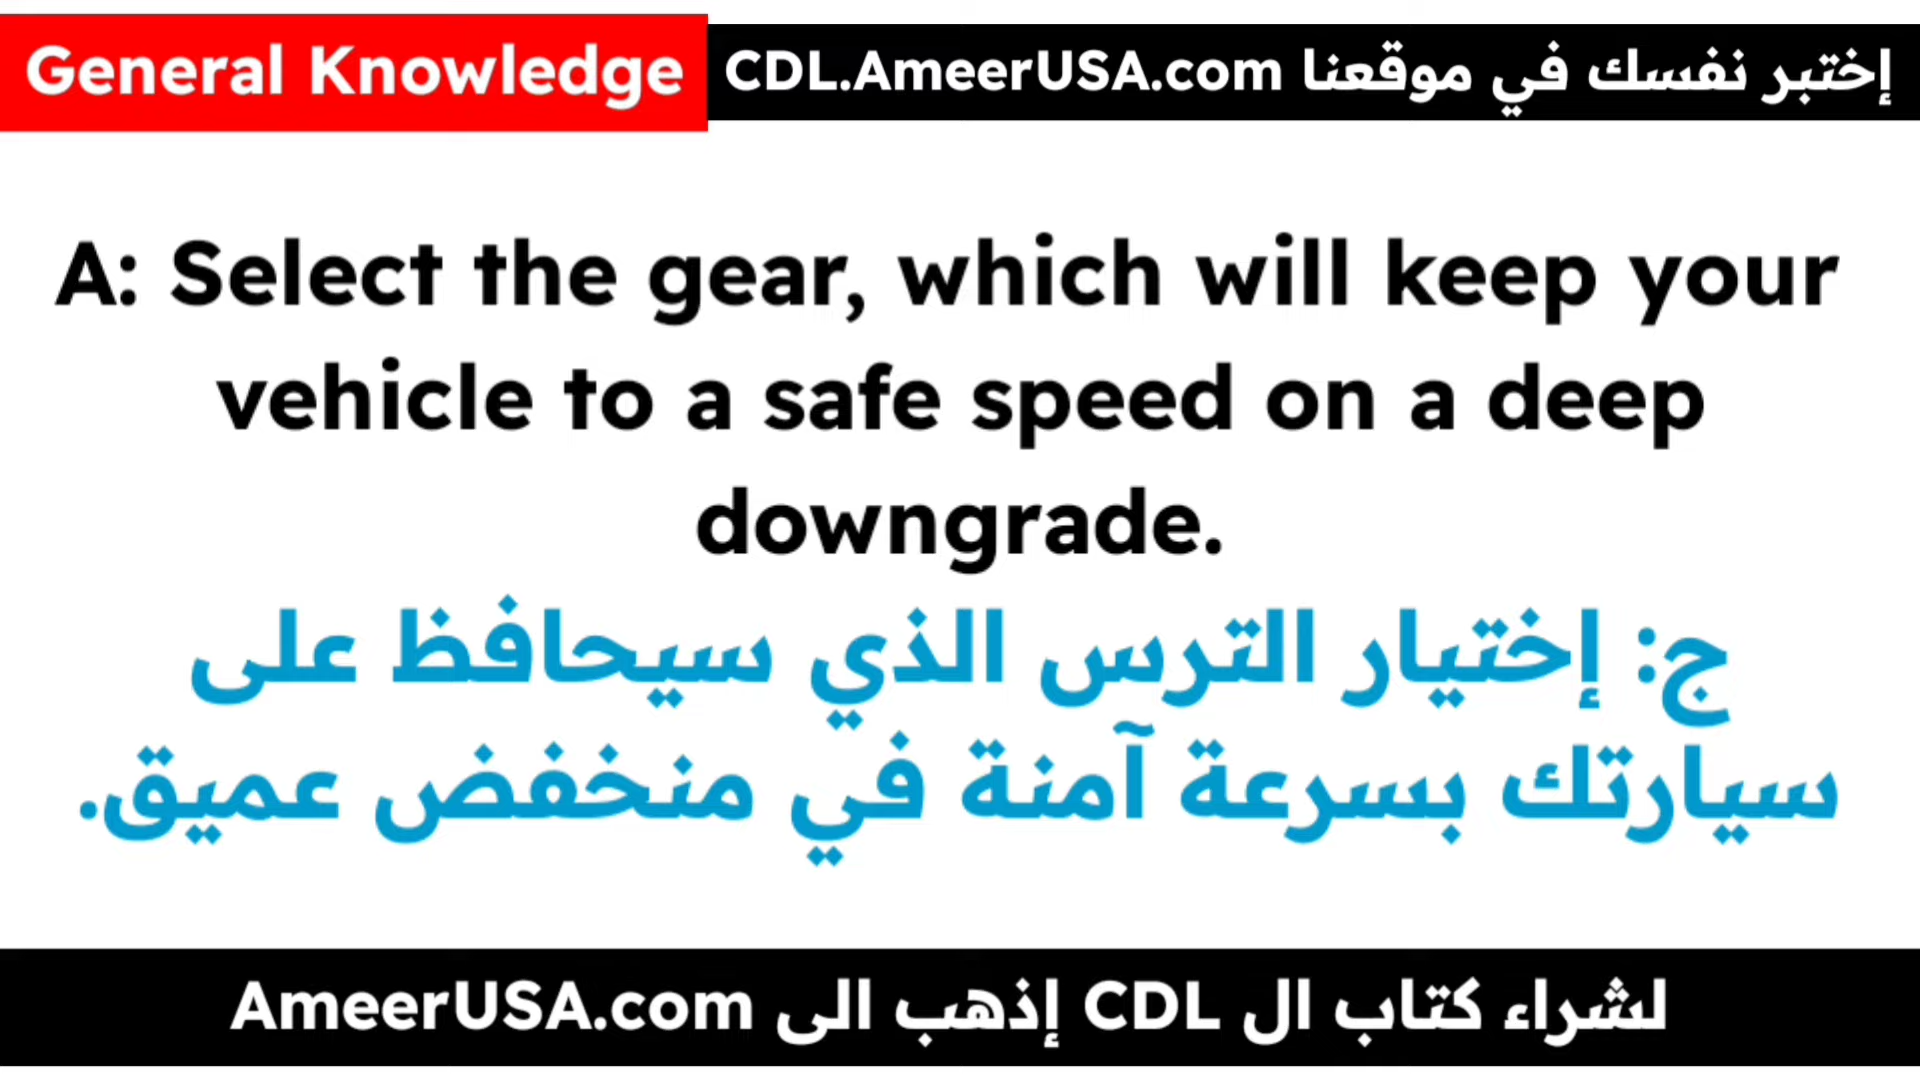 General Knowledge
إختبر نفسك في موقعنا CDL.AmeerUSA.com
A: Select the gear, which will keep your
vehicle to a safe speed on a deep
downgrade.
ج: إختيار الترس الذي سيحافظ على
سيارتك بسرعة آمنة في منخفض عميق.
لشراء كتاب ال CDL إذهب الى AmeerUSA.com